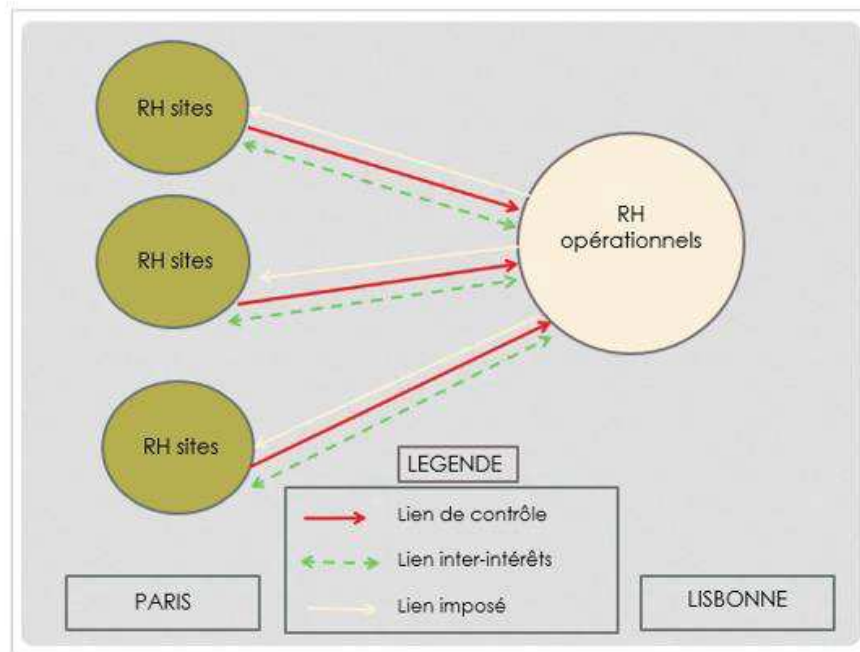 RH sites
RH
opérationnels
RH sites
RH sites
LEGENDE
Lien de contrôle
Lien inter-intérêts
Lien imposé
PARIS
LISBONNE